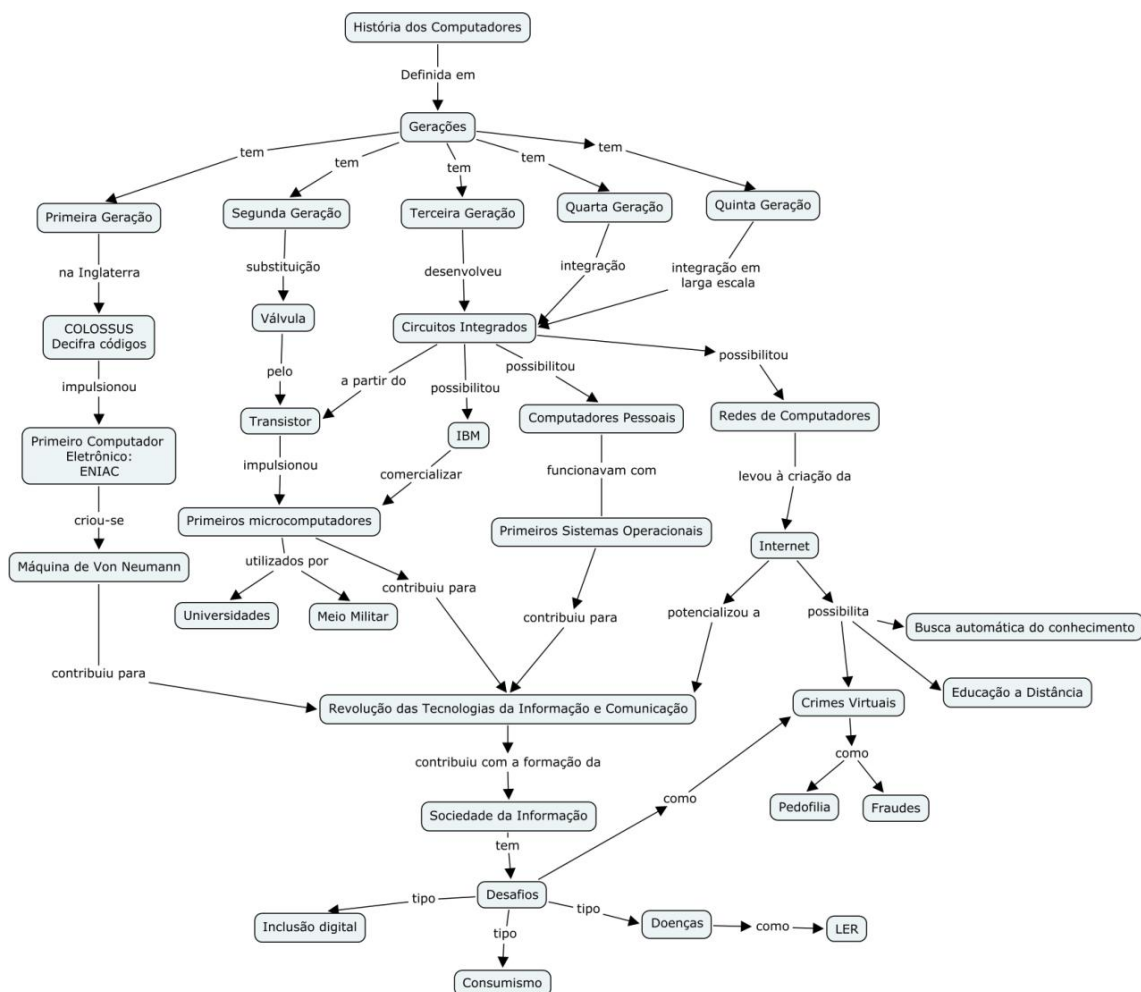 História dos Computadores
Definida em
Gerações
tem
tem
tem
tem
tem
Primeira Geração
Segunda Geração
Terceira Geração
Quarta Geração
Quinta Geração
na Inglaterra
substituição
desenvolveu
integração
integração em
larga escala
COLOSSUS
Decifra códigos
Válvula
Circuitos Integrados
impulsionou
pelo
a partir do
possibilitou
possibilitou
possibilitou
Transistor
IBM
Computadores Pessoais
Redes de Computadores
Primeiro Computador
Eletrônico:
ENIAC
impulsionou
comercializar
funcionavam com
levou à criação da
criou-se
Primeiros microcomputadores
Primeiros Sistemas Operacionais
Internet
Máquina de Von Neumann
utilizados por
contribuiu para
Universidades
Meio Militar
contribuiu para
potencializou a
possibilita
Busca automática do conhecimento
contribuiu para
Educação a Distância
Revolução das Tecnologias da Informação e Comunicação
Crimes Virtuais
contribuiu com a formação da
como
como
Pedofilia
Fraudes
Sociedade da Informação
tem
Desafios
tipo
tipo
tipo
Inclusão digital
Doenças
como
LER
Consumismo